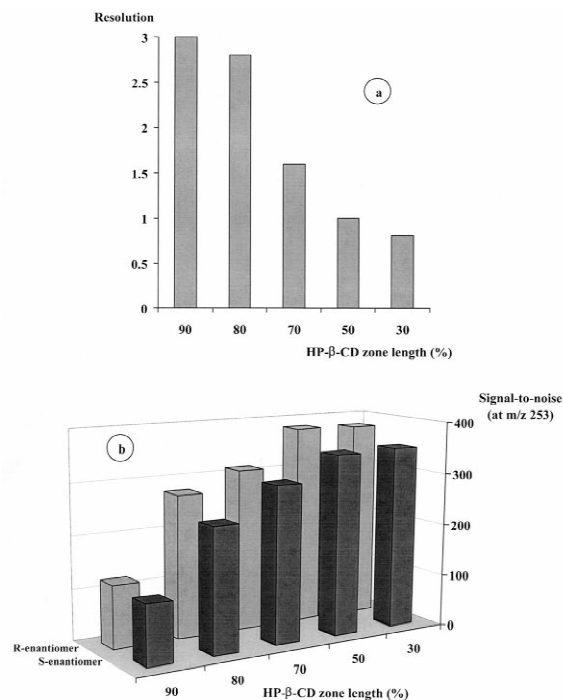 Resolution
3
2.5
2
1.5
1
0.5
0
a
90 80 70 50 30
HP-β-CD zone length (%)
Signal-to-noise
(at m/z 253)
b
400
300
200
100
0
R-enantiomer
S-enantiomer
90 80 70 50 30
HP-β-CD zone length (%)